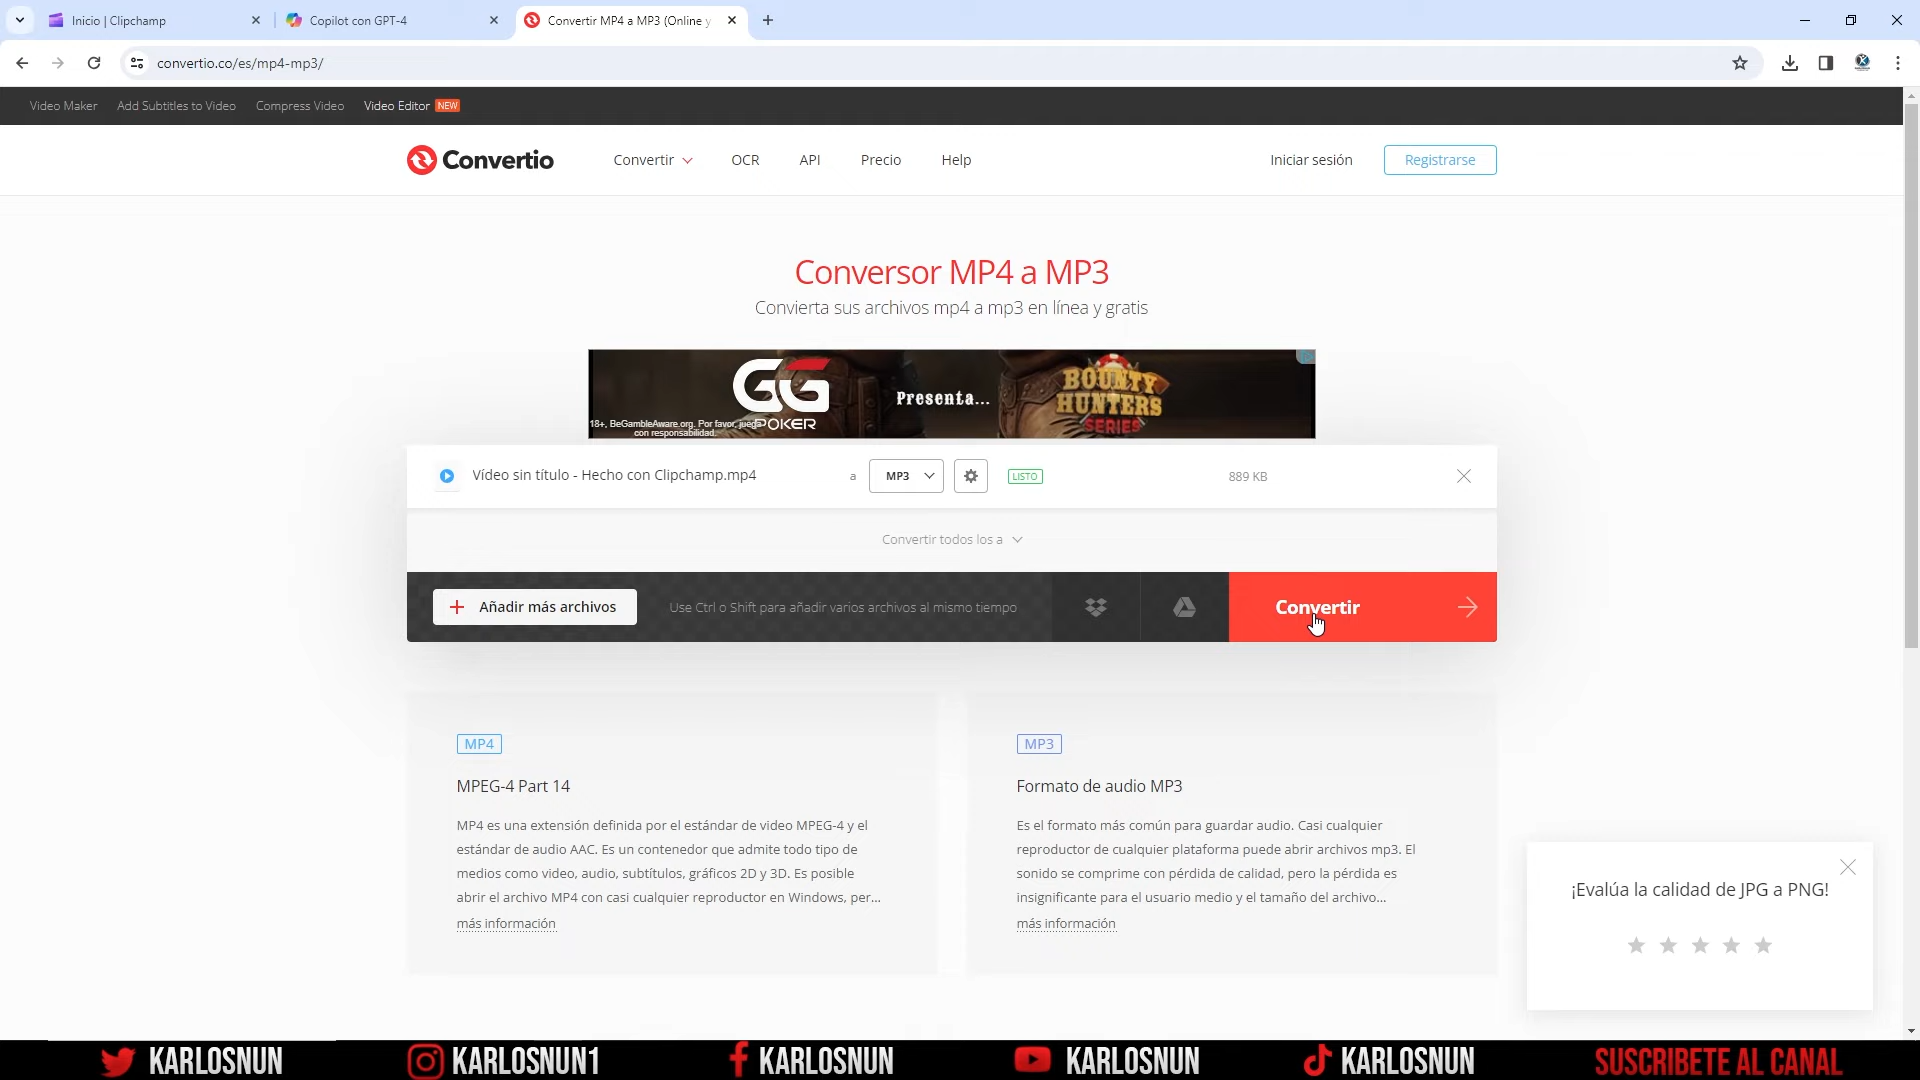 Inicio | Clipchamp
Copilot con GPT-4
Convertir MP4 a MP3 (Online y
convertio.co/es/mp4-mp3/
Video Maker
Add Subtitles to Video
Compress Video
Video Editor NEW
Convertio
Convertir
OCR
API
Precio
Help
Iniciar sesión
Registrarse
Conversor MP4 a MP3
Convierta sus archivos mp4 a mp3 en línea y gratis
GG
POKER
Presenta...
BOUNTY
HUNTERS
SERIES
18+, BeGambleAware.org. Por favor, juega
con responsabilidad.
Vídeo sin título - Hecho con Clipchamp.mp4
a
MP3
LISTO
889 KB
Convertir todos los a
Añadir más archivos
Use Ctrl o Shift para añadir varios archivos al mismo tiempo
Convertir
MP4
MPEG-4 Part 14
MP4 es una extensión definida por el estándar de video MPEG-4 y el
estándar de audio AAC. Es un contenedor que admite todo tipo de
medios como video, audio, subtítulos, gráficos 2D y 3D. Es posible
abrir el archivo MP4 con casi cualquier reproductor en Windows, per...
más información
MP3
Formato de audio MP3
Es el formato más común para guardar audio. Casi cualquier
reproductor de cualquier plataforma puede abrir archivos mp3. El
sonido se comprime con pérdida de calidad, pero la pérdida es
insignificante para el usuario medio y el tamaño del archivo...
más información
¡Evalúa la calidad de JPG a PNG!
KARLOSNUN
KARLOSNUN1
KARLOSNUN
KARLOSNUN
KARLOSNUN
SUSCRIBETE AL CANAL